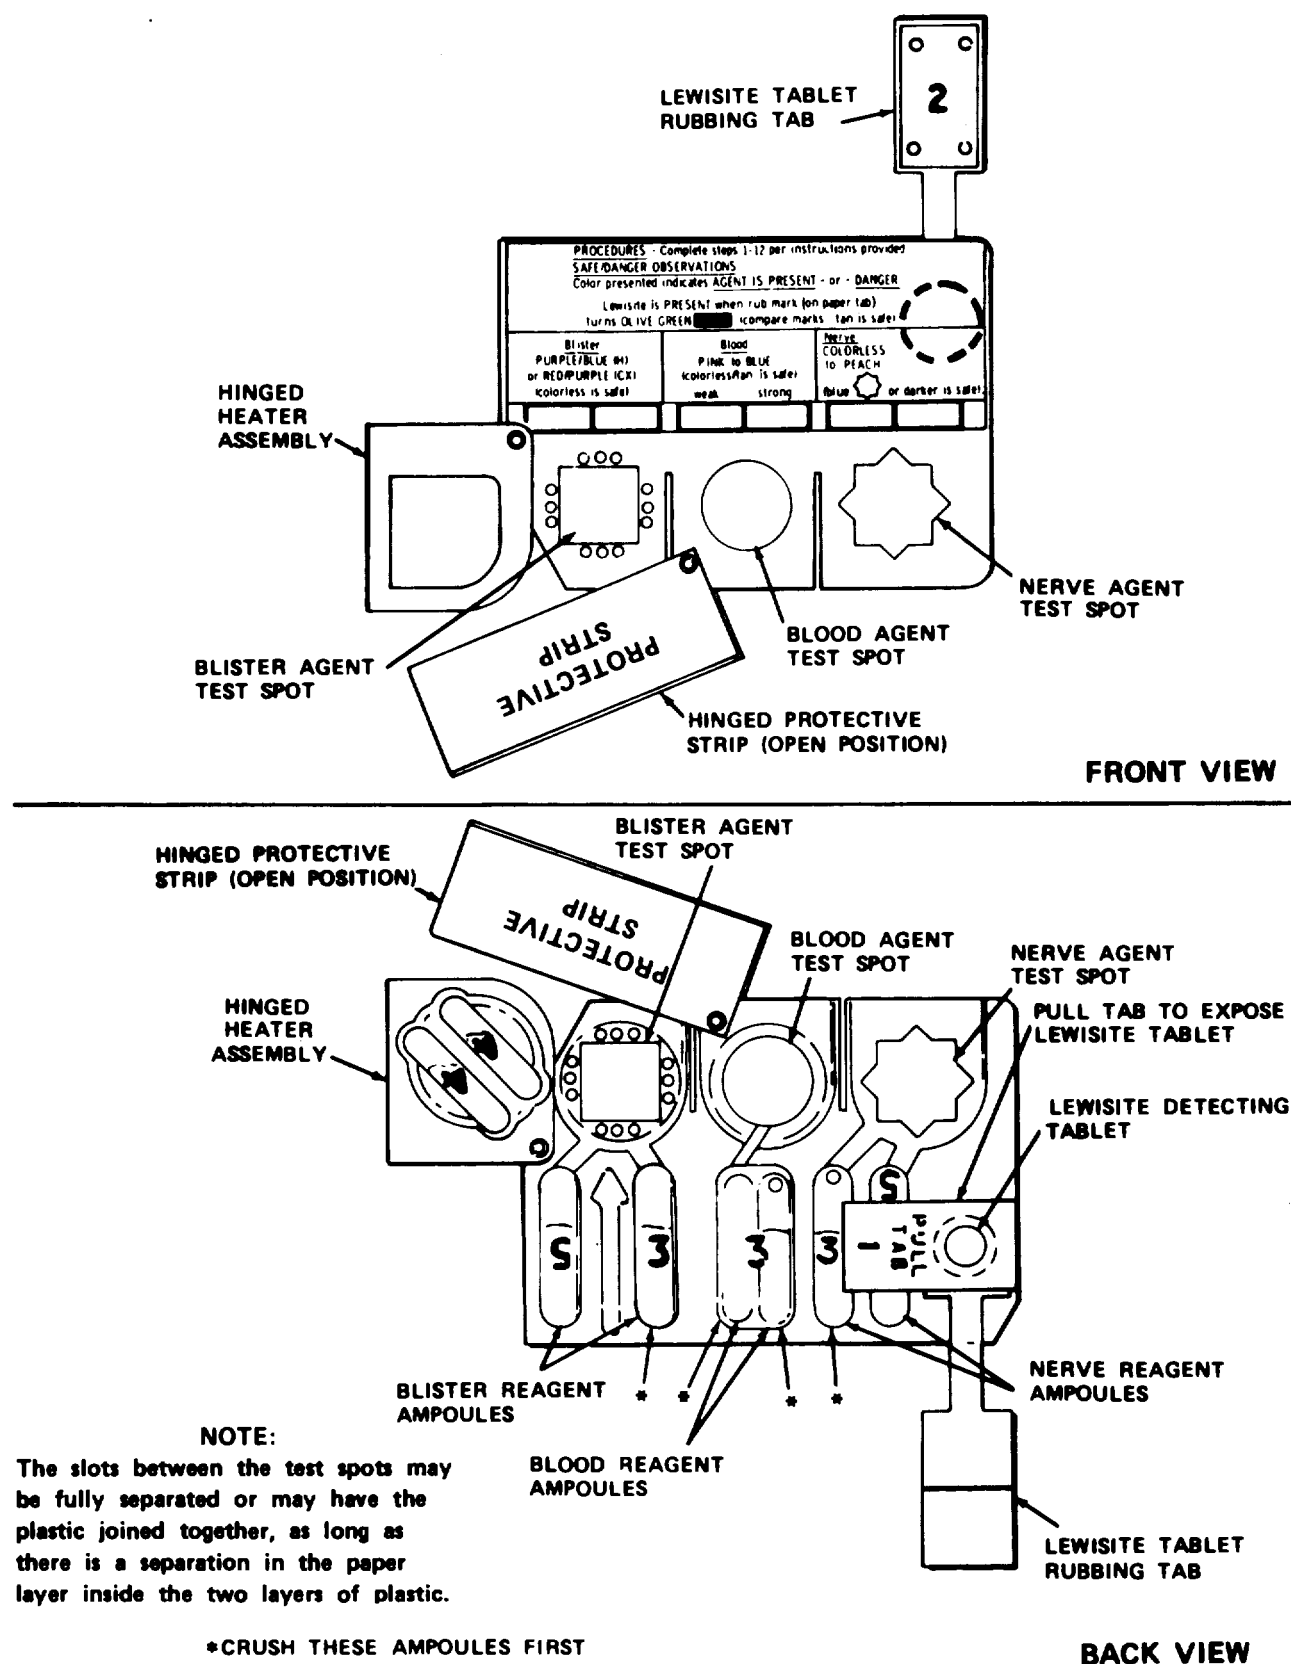 LEWISITE TABLET
RUBBING TAB
2
PROCEDURES - Complete steps 1-12 per instructions provided
SAFE/DANGER OBSERVATIONS
Color presented indicates AGENT IS PRESENT - or - DANGER
Lewisite is PRESENT when rub mark (on paper tab)
turns OLIVE GREEN (compare marks tan is safe)
Blister
PURPLE/BLUE (H)
or RED/PURPLE (CX)
(colorless is safe)
Blood
PINK to BLUE
(colorless/tan is safe)
weak strong
Nerve
COLORLESS
to PEACH
(blue or darker is safe)
HINGED
HEATER
ASSEMBLY
NERVE AGENT
TEST SPOT
BLOOD AGENT
TEST SPOT
BLISTER AGENT
TEST SPOT
PROTECTIVE
STRIP
HINGED PROTECTIVE
STRIP (OPEN POSITION)
FRONT VIEW
BLISTER AGENT
TEST SPOT
HINGED PROTECTIVE
STRIP (OPEN POSITION)
PROTECTIVE
STRIP
BLOOD AGENT
TEST SPOT
NERVE AGENT
TEST SPOT
HINGED
HEATER
ASSEMBLY
PULL TAB TO EXPOSE
LEWISITE TABLET
LEWISITE DETECTING
TABLET
5
3
3
3
5
1
PULL
TAB
BLISTER REAGENT
AMPOULES
* * * *
NERVE REAGENT
AMPOULES
BLOOD REAGENT
AMPOULES
NOTE:
The slots between the test spots may
be fully separated or may have the
plastic joined together, as long as
there is a separation in the paper
layer inside the two layers of plastic.
LEWISITE TABLET
RUBBING TAB
*CRUSH THESE AMPOULES FIRST
BACK VIEW